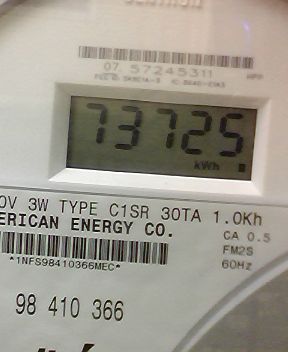 07. 57245311
73725
kWh
0V 3W TYPE C1SR 30TA 1.0Kh
ERICAN ENERGY CO.
CA 0.5
FM2S
60Hz
*1NFS98410366MEC*
98 410 366